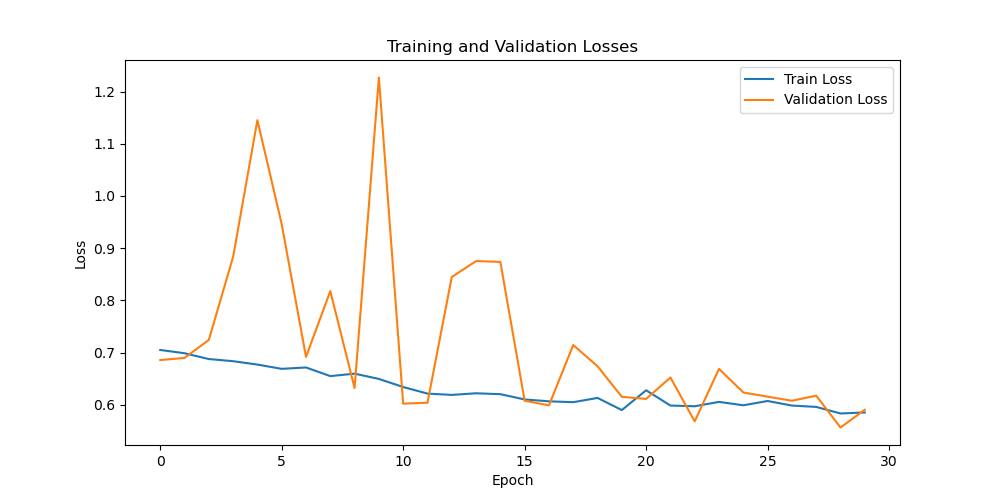 Training and Validation Losses
Train Loss
Validation Loss
1.2
1.1
1.0
0.9
0.8
0.7
0.6
Loss
0 5 10 15 20 25 30
Epoch